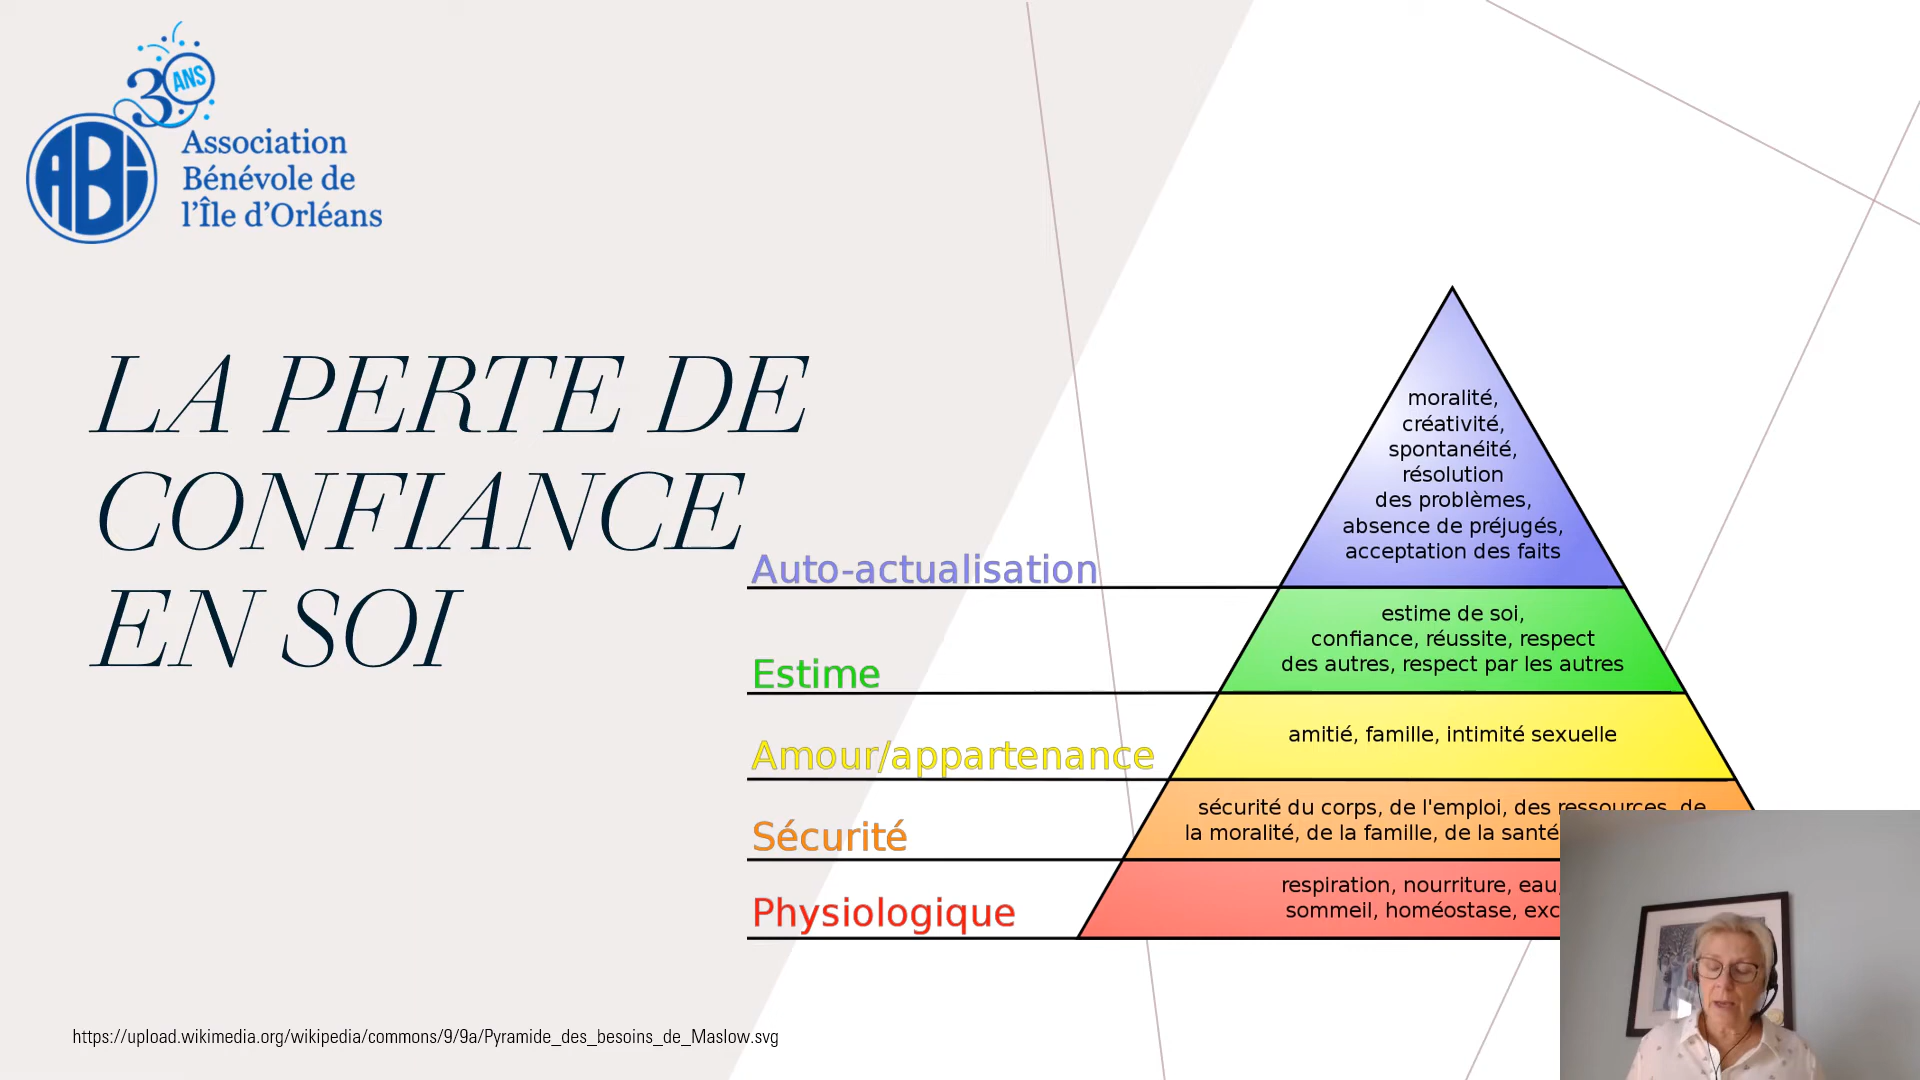 30 ANS
ABi
Association
Bénévole de
l'Île d'Orléans
LA PERTE DE
CONFIANCE
EN SOI
Auto-actualisation
Estime
Amour/appartenance
Sécurité
Physiologique
moralité,
créativité,
spontanéité,
résolution
des problèmes,
absence de préjugés,
acceptation des faits
estime de soi,
confiance, réussite, respect
des autres, respect par les autres
amitié, famille, intimité sexuelle
sécurité du corps, de l'emploi, des ressources, de
la moralité, de la famille, de la santé
respiration, nourriture, eau,
sommeil, homéostase,
https://upload.wikimedia.org/wikipedia/commons/9/9a/Pyramide_des_besoins_de_Maslow.svg